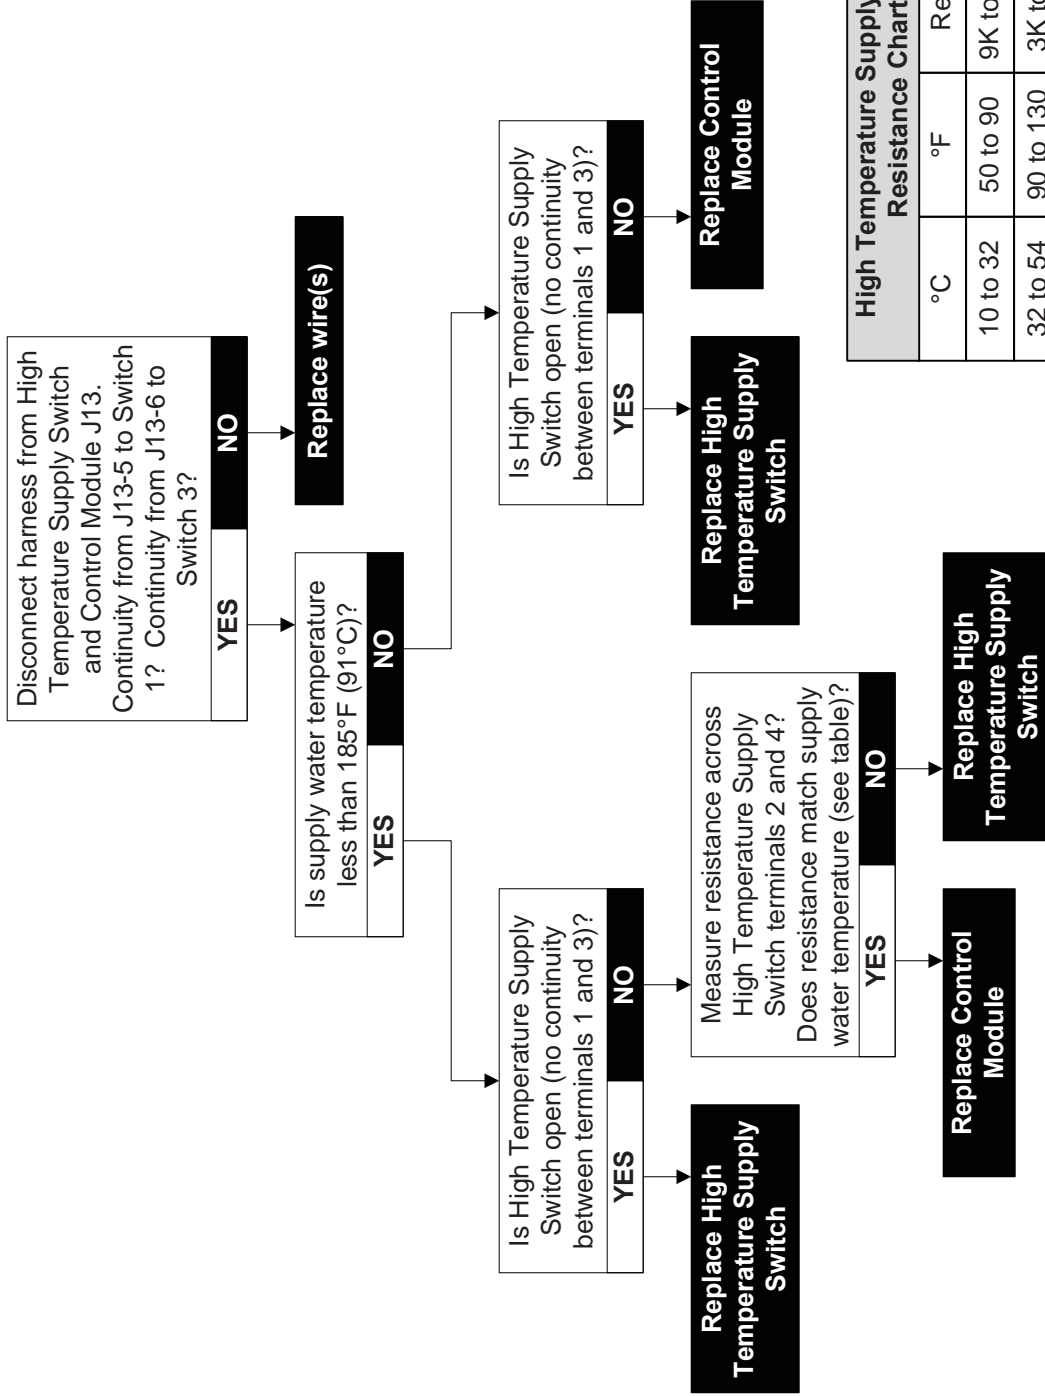 Disconnect harness from High
Temperature Supply Switch
and Control Module J13.
Continuity from J13-5 to Switch
1? Continuity from J13-6 to
Switch 3?
YES
NO
Replace wire(s)
Is supply water temperature
less than 185°F (91°C)?
YES
NO
Is High Temperature Supply
Switch open (no continuity
between terminals 1 and 3)?
YES
NO
Replace High
Temperature Supply
Switch
Measure resistance across
High Temperature Supply
Switch terminals 2 and 4?
Does resistance match supply
water temperature (see table)?
YES
NO
Replace Control
Module
Replace High
Temperature Supply
Switch
Is High Temperature Supply
Switch open (no continuity
between terminals 1 and 3)?
YES
NO
Replace High
Temperature Supply
Switch
Replace Control
Module
High Temperature Supply
Resistance Chart
°C °F
10 to 32 50 to 90 9K to
32 to 54 90 to 130 3K to